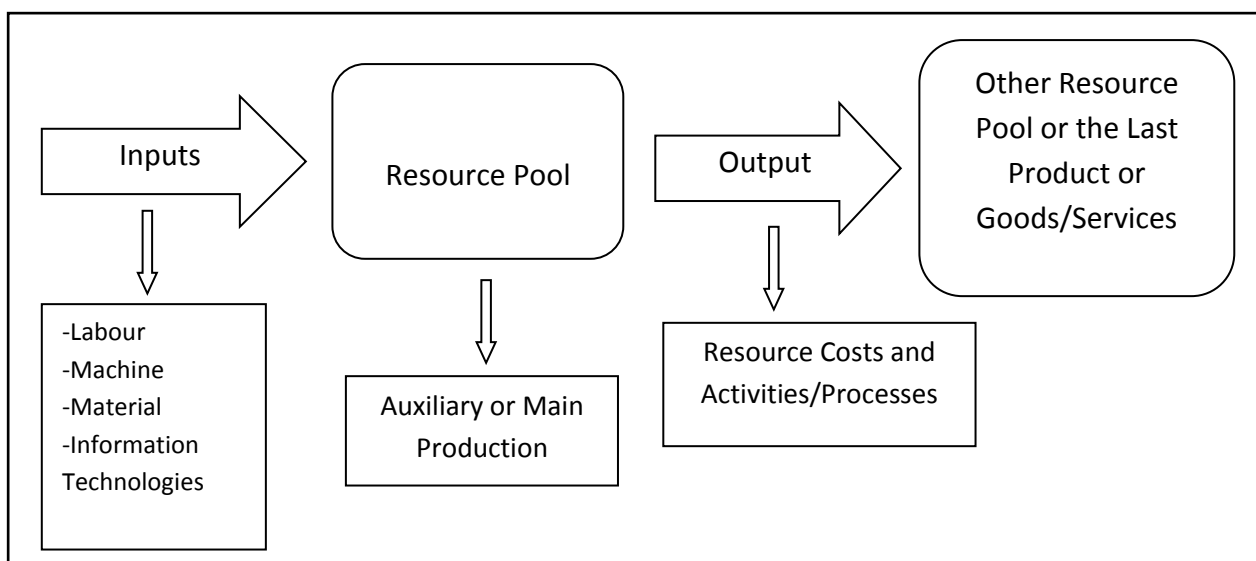 Inputs
Resource Pool
Output
Other Resource
Pool or the Last
Product or
Goods/Services
-Labour
-Machine
-Material
-Information
Technologies
Auxiliary or Main
Production
Resource Costs and
Activities/Processes